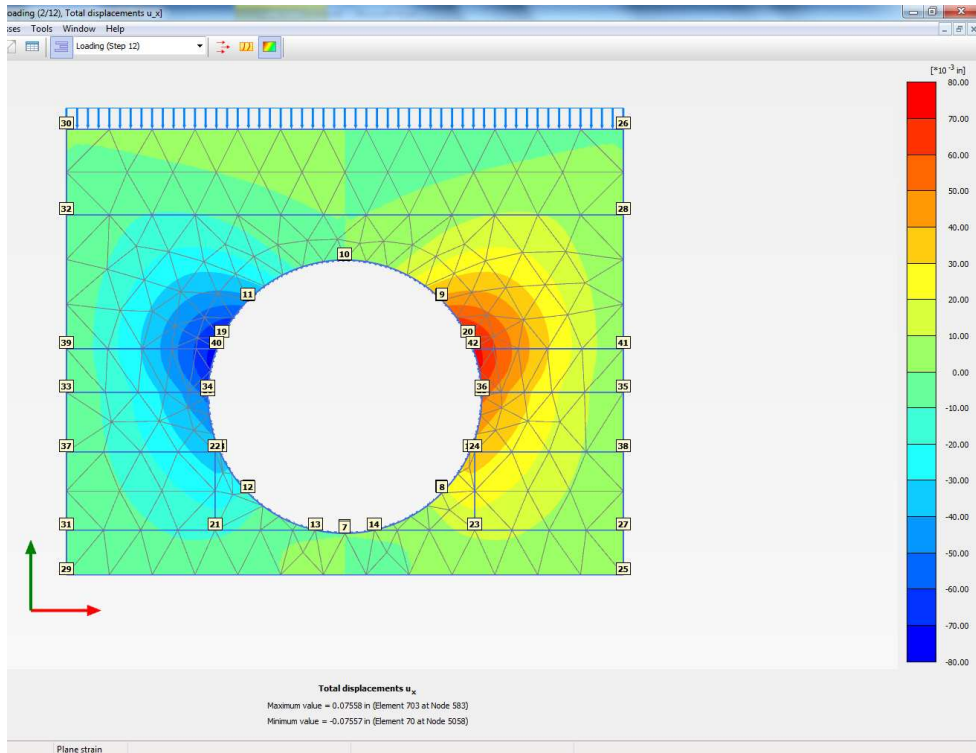 oading (2/12), Total displacements u_x]
sses Tools Window Help
Loading (Step 12)
[*10 -3 in]
80.00
70.00
60.00
50.00
40.00
30.00
20.00
10.00
0.00
-10.00
-20.00
-30.00
-40.00
-50.00
-60.00
-70.00
-80.00
30 26
32 28
10
11 9
19 20
39 40 42 41
33 34 36 35
37 22 24 38
12 8
31 21 13 7 14 23 27
29 25
Total displacements ux
Maximum value = 0.07558 in (Element 703 at Node 583)
Minimum value = -0.07557 in (Element 70 at Node 5058)
Plane strain